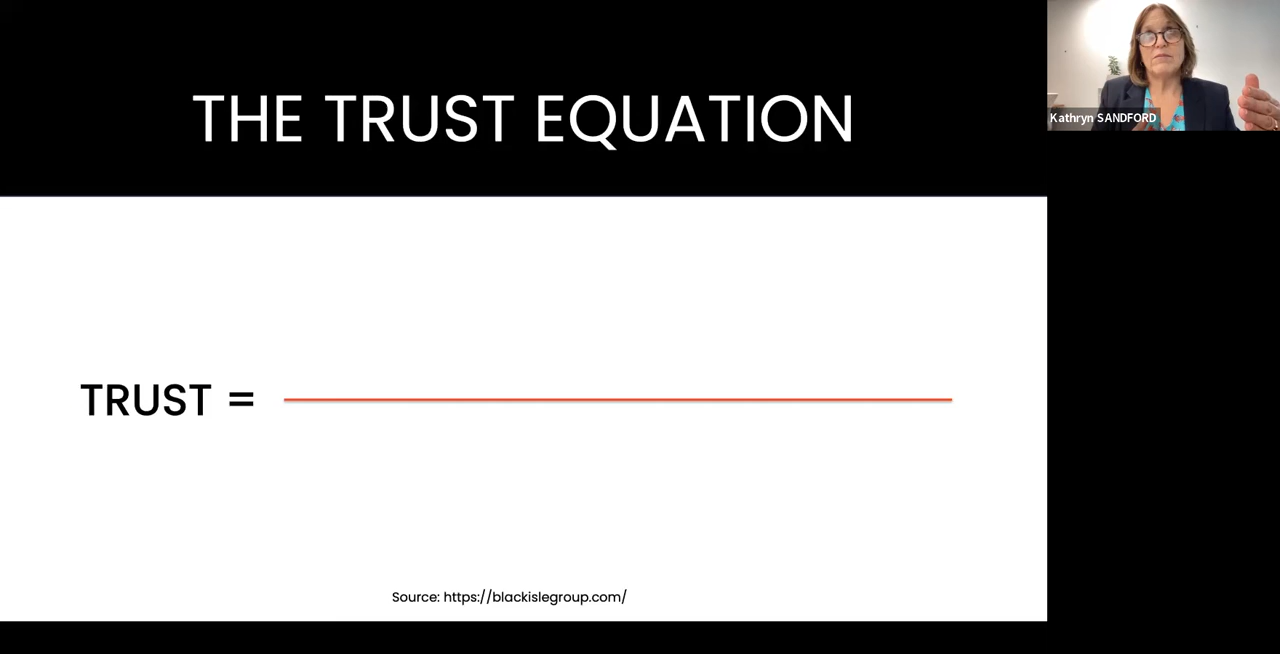 THE TRUST EQUATION
Kathryn SANDFORD
TRUST =
Source: https://blackislegroup.com/